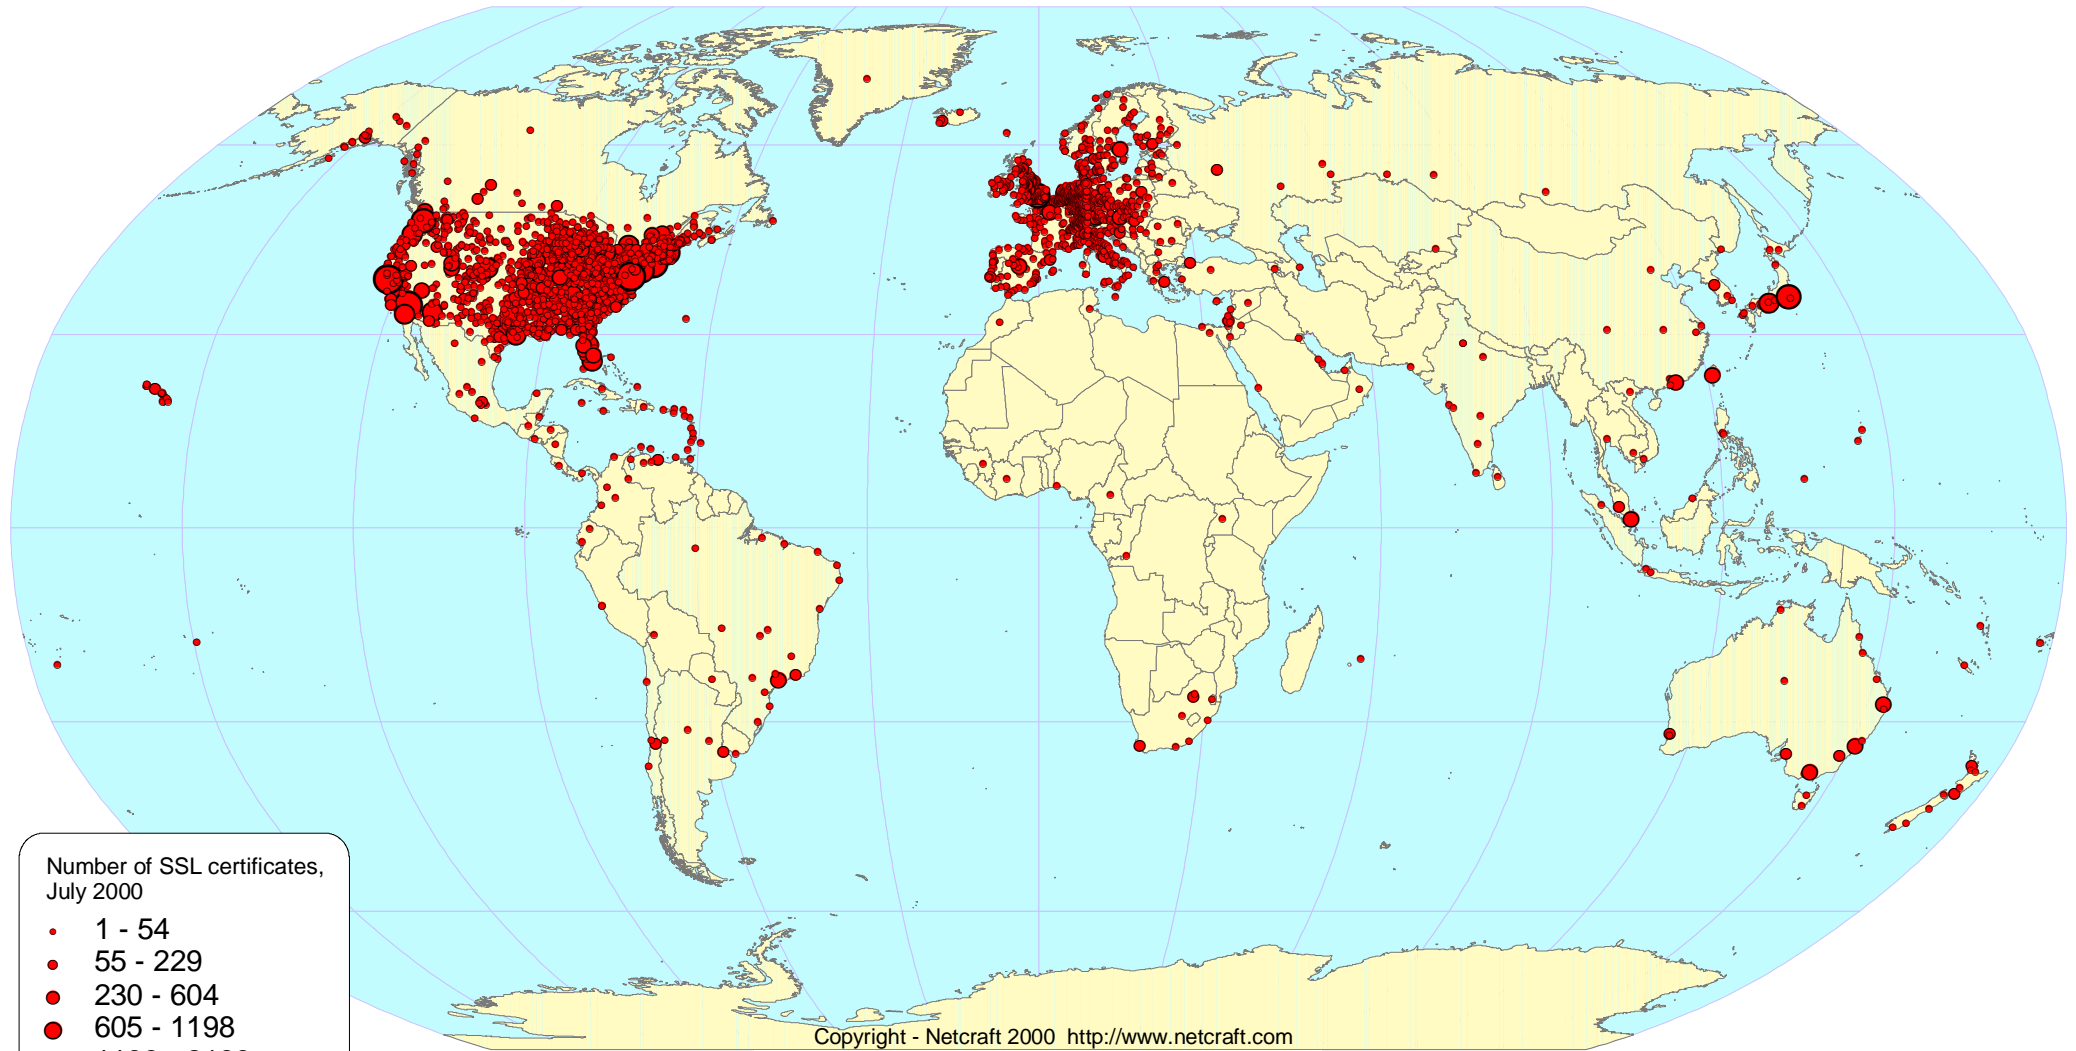 Number of SSL certificates,
July 2000
1 - 54
55 - 229
230 - 604
605 - 1198
Copyright - Netcraft 2000 http://www.netcraft.com